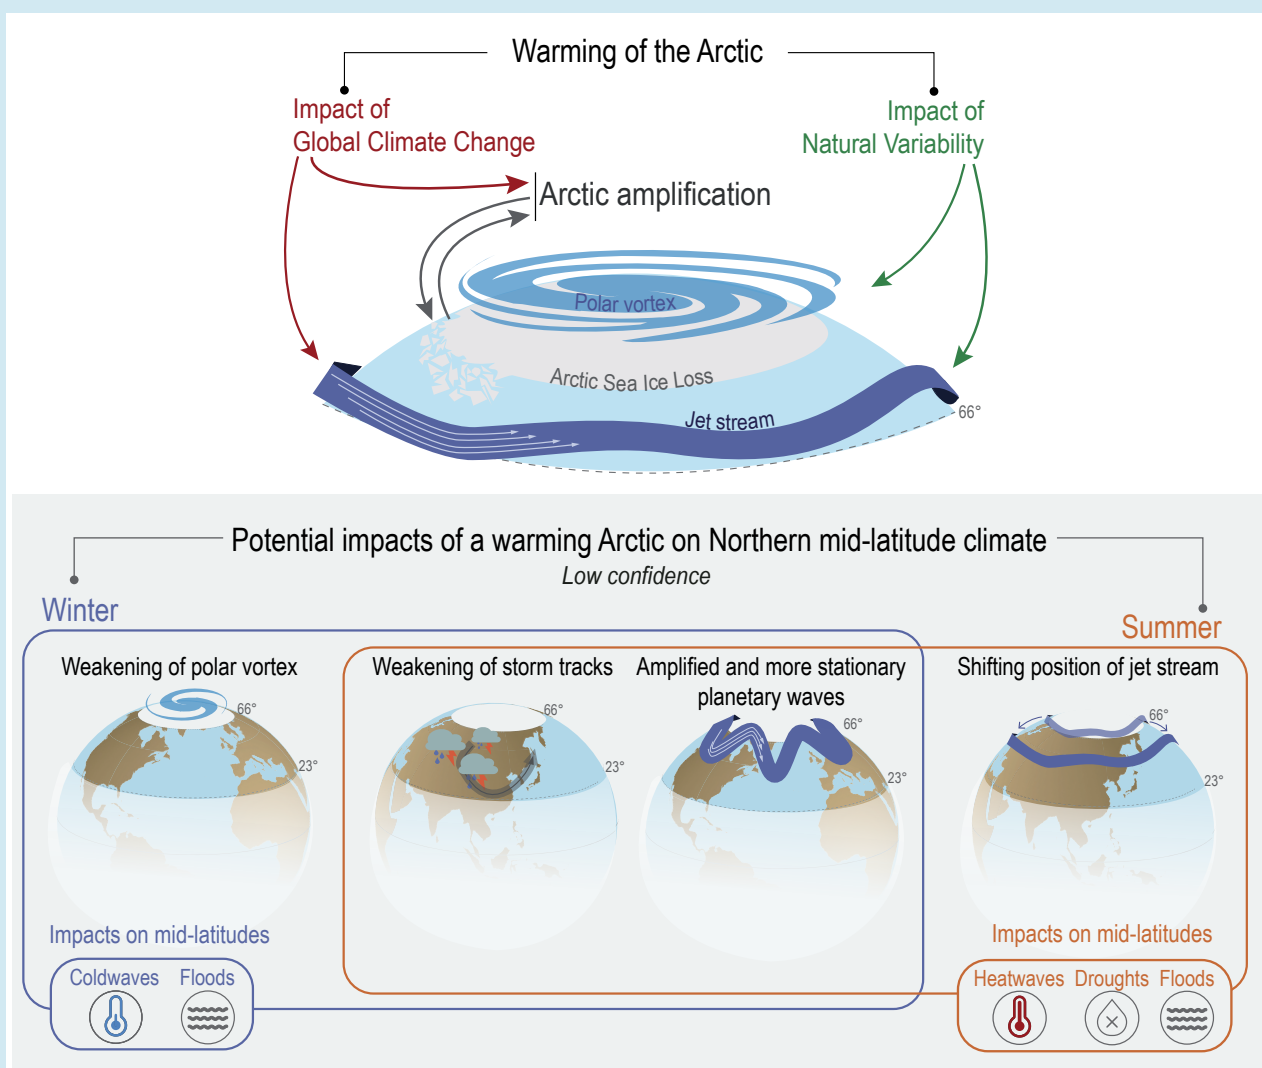 Warming of the Arctic
Impact of
Global Climate Change
Impact of
Natural Variability
Arctic amplification
Polar vortex
Arctic Sea Ice Loss
Jet stream
66°
Potential impacts of a warming Arctic on Northern mid-latitude climate
Low confidence
Winter
Summer
Weakening of polar vortex
66°
23°
Weakening of storm tracks
66°
23°
Amplified and more stationary
planetary waves
66°
23°
Shifting position of jet stream
66°
23°
Impacts on mid-latitudes
Coldwaves
Floods
Impacts on mid-latitudes
Heatwaves
Droughts
Floods